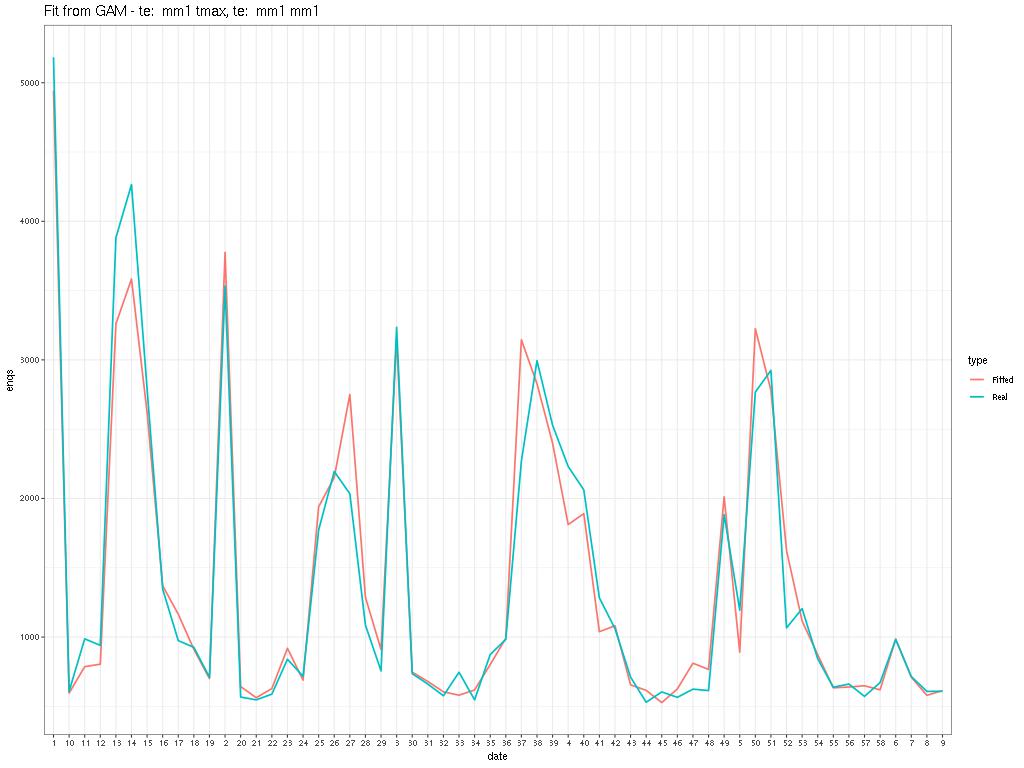 Fit from GAM - te:  mm1 tmax, te:  mm1 mm1
5000
4000
3000
2000
1000
enqs
1 10 11 12 13 14 15 16 17 18 19 2 20 21 22 23 24 25 26 27 28 29 3 30 31 32 33 34 35 36 37 38 39 4 40 41 42 43 44 45 46 47 48 49 5 50 51 52 53 54 55 56 57 58 6 7 8 9
date
type
Fitted
Real